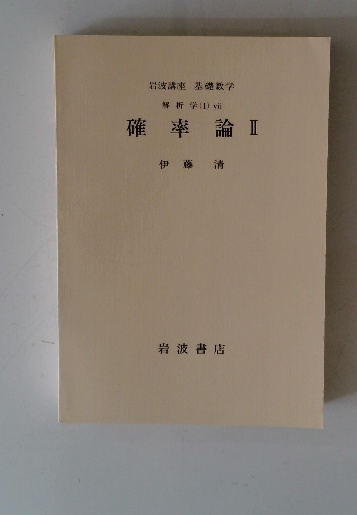 岩波講座 基礎数学
解析学(I) vii
確率論 II
伊藤 清
岩波書店